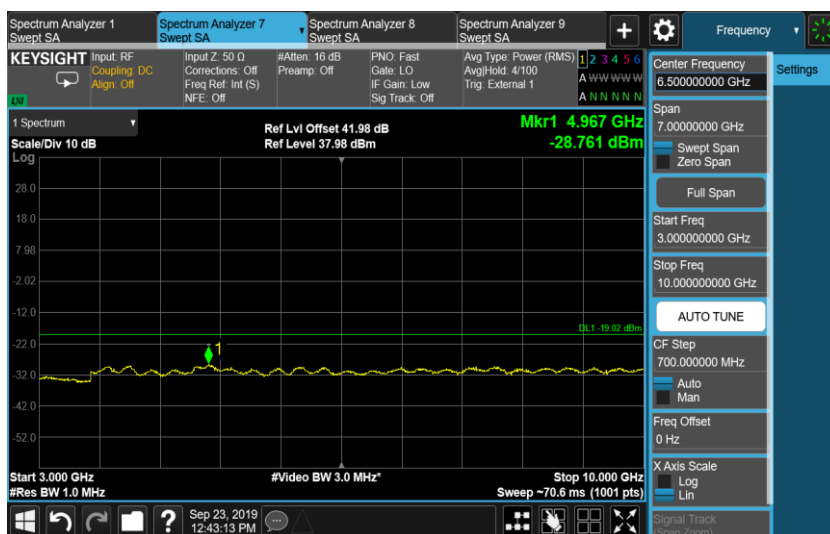 Spectrum Analyzer 1
Swept SA
Spectrum Analyzer 7
Swept SA
Spectrum Analyzer 8
Swept SA
Spectrum Analyzer 9
Swept SA
+
Frequency
KEYSIGHT
LXI
Input: RF
Coupling: DC
Align: Off
Input Z: 50 Ω
Corrections: Off
Freq Ref: Int (S)
NFE: Off
#Atten: 16 dB
Preamp: Off
PNO: Fast
Gate: LO
IF Gain: Low
Sig Track: Off
Avg Type: Power (RMS)
Avg|Hold: 4/100
Trig: External 1
1 2 3 4 5 6
A W W W W W
A N N N N N
1 Spectrum
Scale/Div 10 dB
Log
Ref Lvl Offset 41.98 dB
Ref Level 37.98 dBm
Mkr1 4.967 GHz
-28.761 dBm
28.0
18.0
7.98
-2.02
-12.0
-22.0
-32.0
-42.0
-52.0
DL1 -19.02 dBm
1
Start 3.000 GHz
#Res BW 1.0 MHz
#Video BW 3.0 MHz*
Stop 10.000 GHz
Sweep ~70.6 ms (1001 pts)
Sep 23, 2019
12:43:13 PM
?
Settings
Center Frequency
6.500000000 GHz
Span
7.00000000 GHz
Swept Span
Zero Span
Full Span
Start Freq
3.000000000 GHz
Stop Freq
10.000000000 GHz
AUTO TUNE
CF Step
700.000000 MHz
Auto
Man
Freq Offset
0 Hz
X Axis Scale
Log
Lin
Signal Track
(Span Zoom)